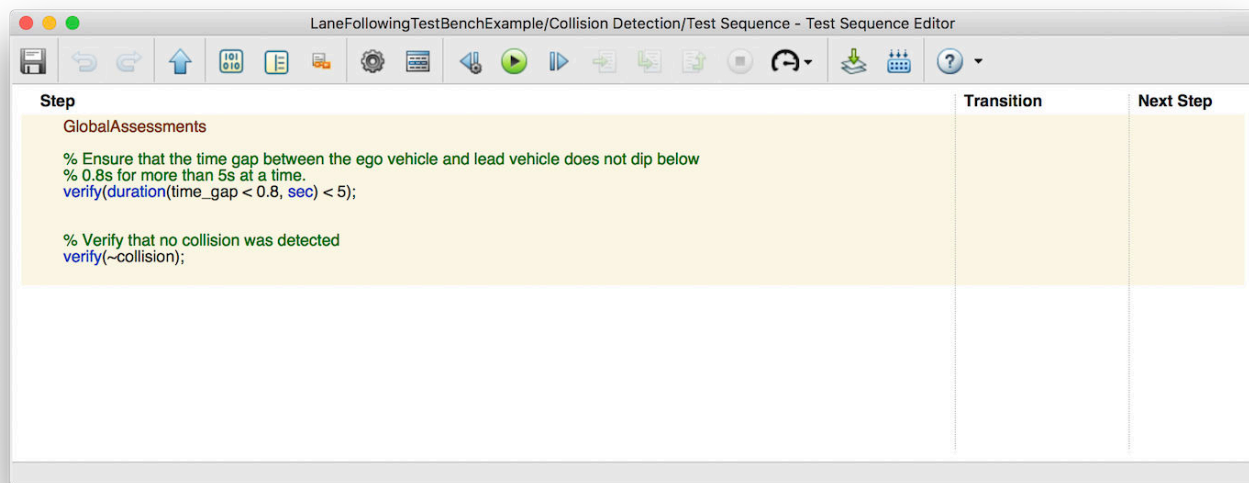 LaneFollowingTestBenchExample/Collision Detection/Test Sequence - Test Sequence Editor
101
010
?
Step Transition Next Step
GlobalAssessments
% Ensure that the time gap between the ego vehicle and lead vehicle does not dip below
% 0.8s for more than 5s at a time.
verify(duration(time_gap < 0.8, sec) < 5);
% Verify that no collision was detected
verify(~collision);